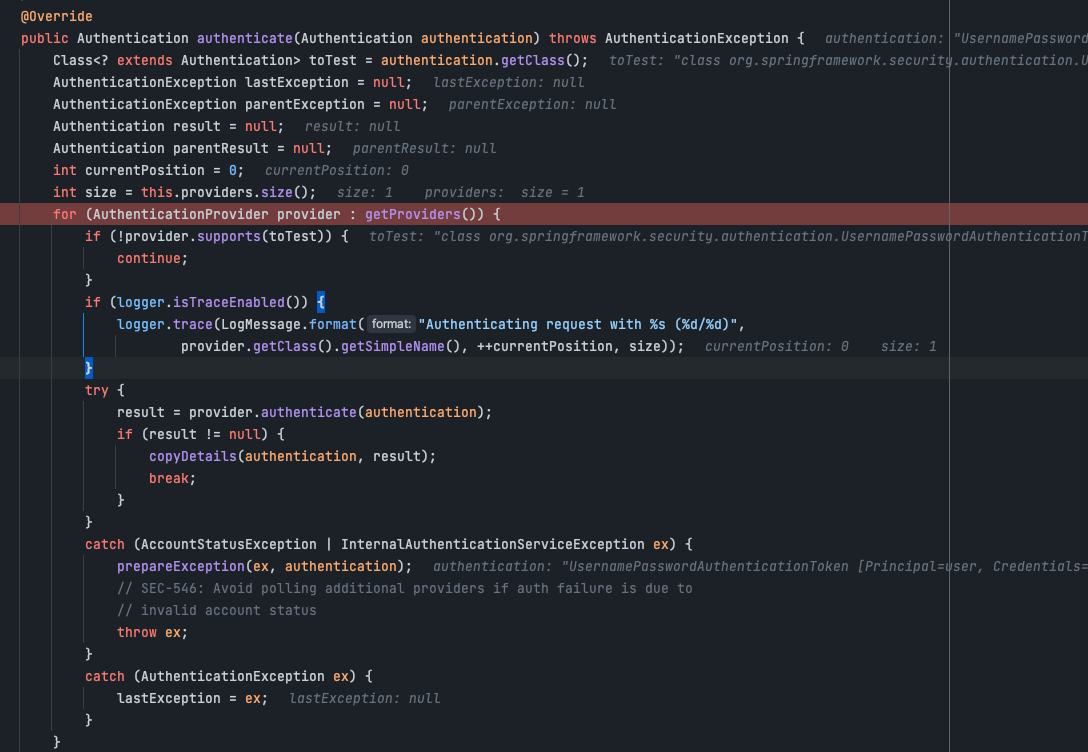 @Override
public Authentication authenticate(Authentication authentication) throws AuthenticationException {   authentication: "UsernamePassword
    Class<? extends Authentication> toTest = authentication.getClass();   toTest: "class org.springframework.security.authentication.U
    AuthenticationException lastException = null;   lastException: null
    AuthenticationException parentException = null;   parentException: null
    Authentication result = null;   result: null
    Authentication parentResult = null;   parentResult: null
    int currentPosition = 0;   currentPosition: 0
    int size = this.providers.size();   size: 1    providers:  size = 1
    for (AuthenticationProvider provider : getProviders()) {
        if (!provider.supports(toTest)) {   toTest: "class org.springframework.security.authentication.UsernamePasswordAuthenticationT
            continue;
        }
        if (logger.isTraceEnabled()) {
            logger.trace(LogMessage.format( format: "Authenticating request with %s (%d/%d)",
                    provider.getClass().getSimpleName(), ++currentPosition, size));   currentPosition: 0    size: 1
        }
        try {
            result = provider.authenticate(authentication);
            if (result != null) {
                copyDetails(authentication, result);
                break;
            }
        }
        catch (AccountStatusException | InternalAuthenticationServiceException ex) {
            prepareException(ex, authentication);   authentication: "UsernamePasswordAuthenticationToken [Principal=user, Credentials=
            // SEC-546: Avoid polling additional providers if auth failure is due to
            // invalid account status
            throw ex;
        }
        catch (AuthenticationException ex) {
            lastException = ex;   lastException: null
        }
    }